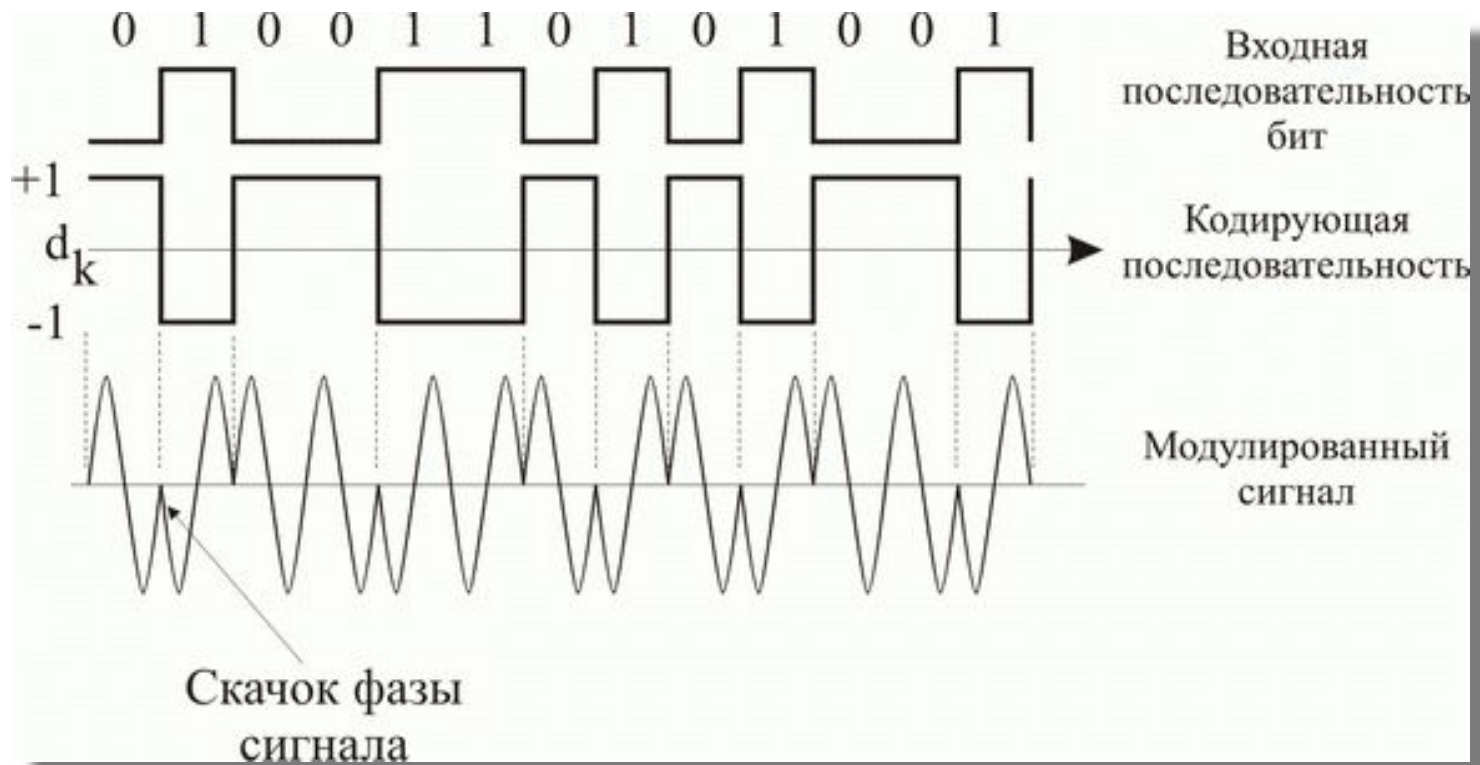 0 1 0 0 1 1 0 1 0 1 0 0 1
Входная
последовательность
бит
+1
d k
-1
Кодирующая
последовательность
Модулированный
сигнал
Скачок фазы
сигнала